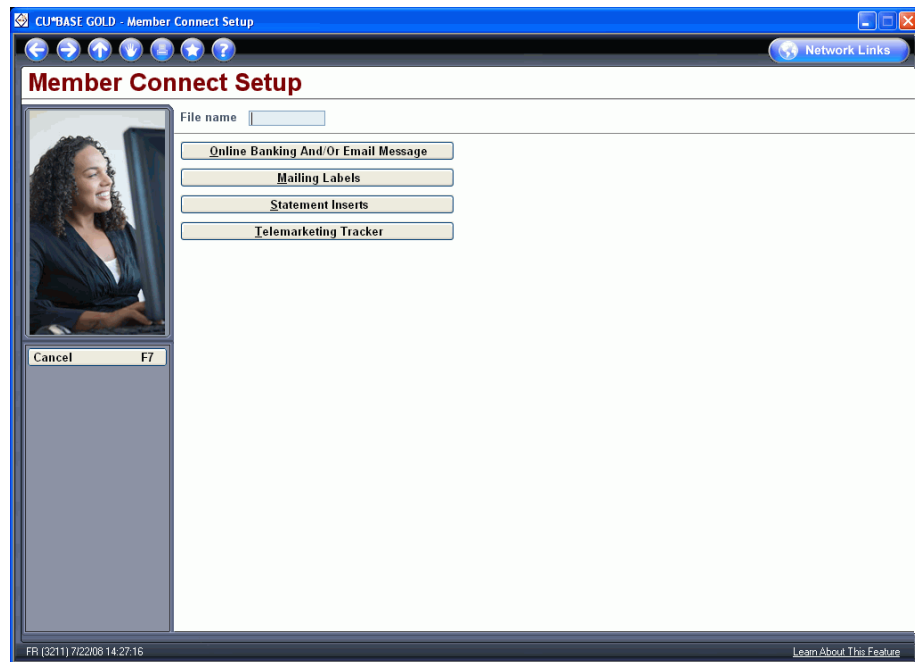 CU*BASE GOLD - Member Connect Setup
Network Links
Member Connect Setup
File name
Online Banking And/Or Email Message
Mailing Labels
Statement Inserts
Telemarketing Tracker
Cancel F7
FR (3211) 7/22/08 14:27:16
Learn About This Feature